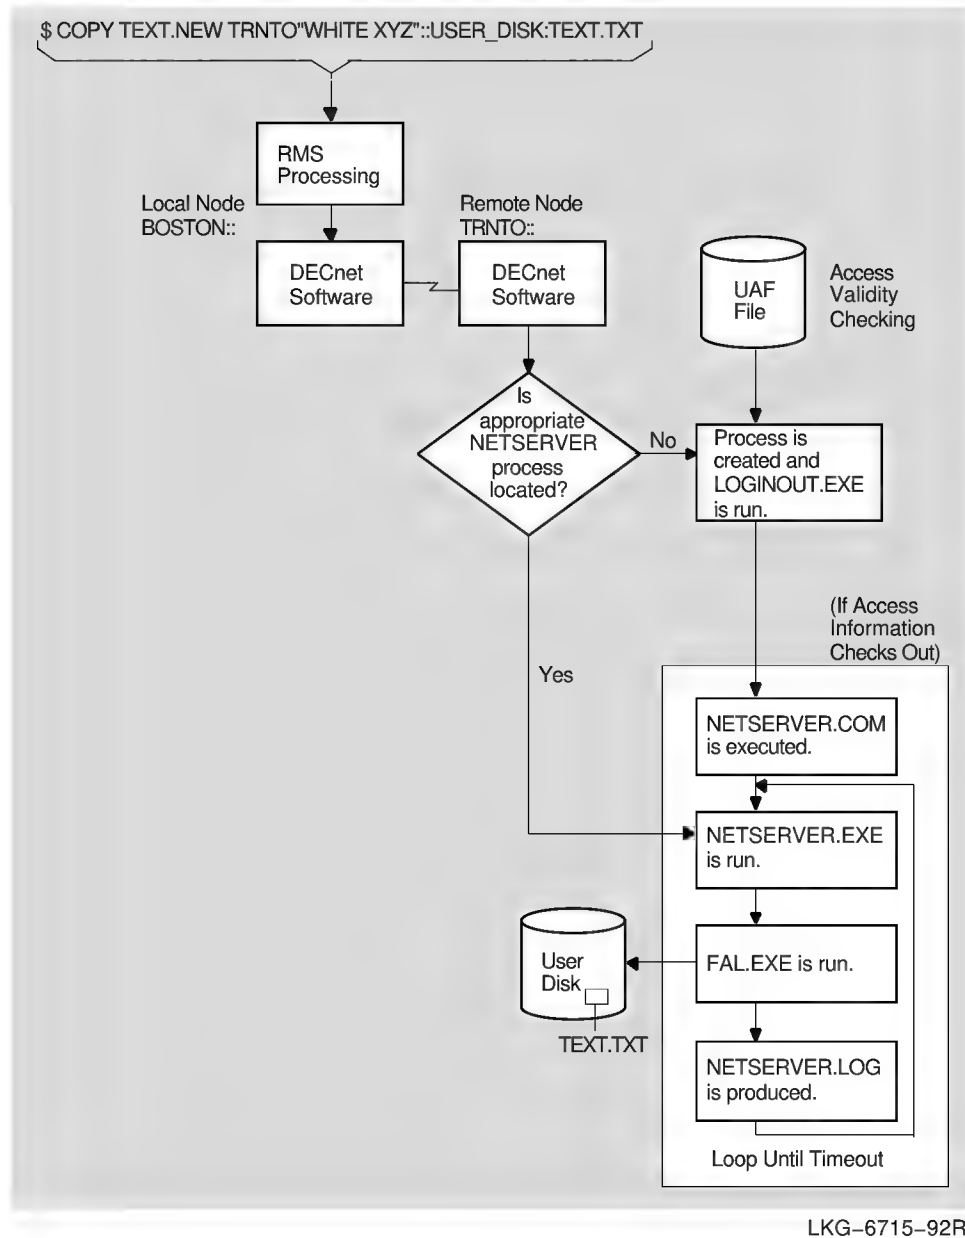 $ COPY TEXT.NEW TRNTO"WHITE XYZ"::USER_DISK:TEXT.TXT
RMS
Processing
Local Node
BOSTON::
Remote Node
TRNTO::
DECnet
Software
DECnet
Software
UAF
File
Access
Validity
Checking
Is
appropriate
NETSERVER
process
located?
No
Process is
created and
LOGINOUT.EXE
is run.
(If Access
Information
Checks Out)
Yes
NETSERVER.COM
is executed.
NETSERVER.EXE
is run.
User
Disk
FAL.EXE is run.
TEXT.TXT
NETSERVER.LOG
is produced.
Loop Until Timeout
LKG–6715–92R